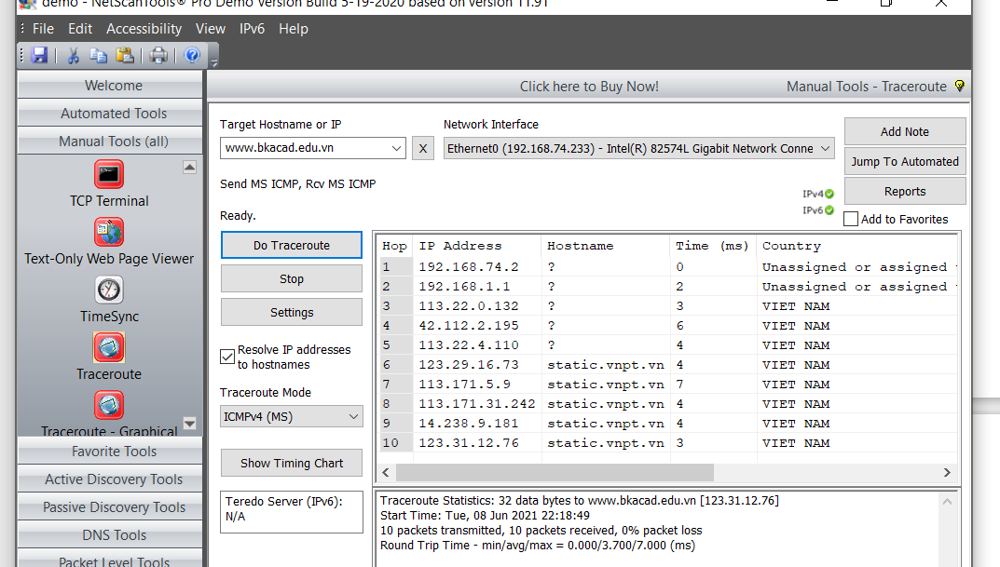 demo - NetScanTools® Pro Demo Version Build 5-19-2020 based on version 11.91
File Edit Accessibility View IPv6 Help
Welcome
Automated Tools
Manual Tools (all)
TCP Terminal
Text-Only Web Page Viewer
TimeSync
Traceroute
Traceroute - Graphical
Favorite Tools
Active Discovery Tools
Passive Discovery Tools
DNS Tools
Packet Level Tools
Click here to Buy Now! Manual Tools - Traceroute
Target Hostname or IP Network Interface
www.bkacad.edu.vn X Ethernet0 (192.168.74.233) - Intel(R) 82574L Gigabit Network Conne
Add Note
Jump To Automated
Reports
Add to Favorites
Send MS ICMP, Rcv MS ICMP
IPv4
IPv6
Ready.
Do Traceroute
Stop
Settings
Resolve IP addresses
to hostnames
Traceroute Mode
ICMPv4 (MS)
Show Timing Chart
Teredo Server (IPv6):
N/A
Hop IP Address Hostname Time (ms) Country
1 192.168.74.2 ? 0 Unassigned or assigned
2 192.168.1.1 ? 2 Unassigned or assigned
3 113.22.0.132 ? 3 VIET NAM
4 42.112.2.195 ? 6 VIET NAM
5 113.22.4.110 ? 4 VIET NAM
6 123.29.16.73 static.vnpt.vn 4 VIET NAM
7 113.171.5.9 static.vnpt.vn 7 VIET NAM
8 113.171.31.242 static.vnpt.vn 4 VIET NAM
9 14.238.9.181 static.vnpt.vn 4 VIET NAM
10 123.31.12.76 static.vnpt.vn 3 VIET NAM
Traceroute Statistics: 32 data bytes to www.bkacad.edu.vn [123.31.12.76]
Start Time: Tue, 08 Jun 2021 22:18:49
10 packets transmitted, 10 packets received, 0% packet loss
Round Trip Time - min/avg/max = 0.000/3.700/7.000 (ms)